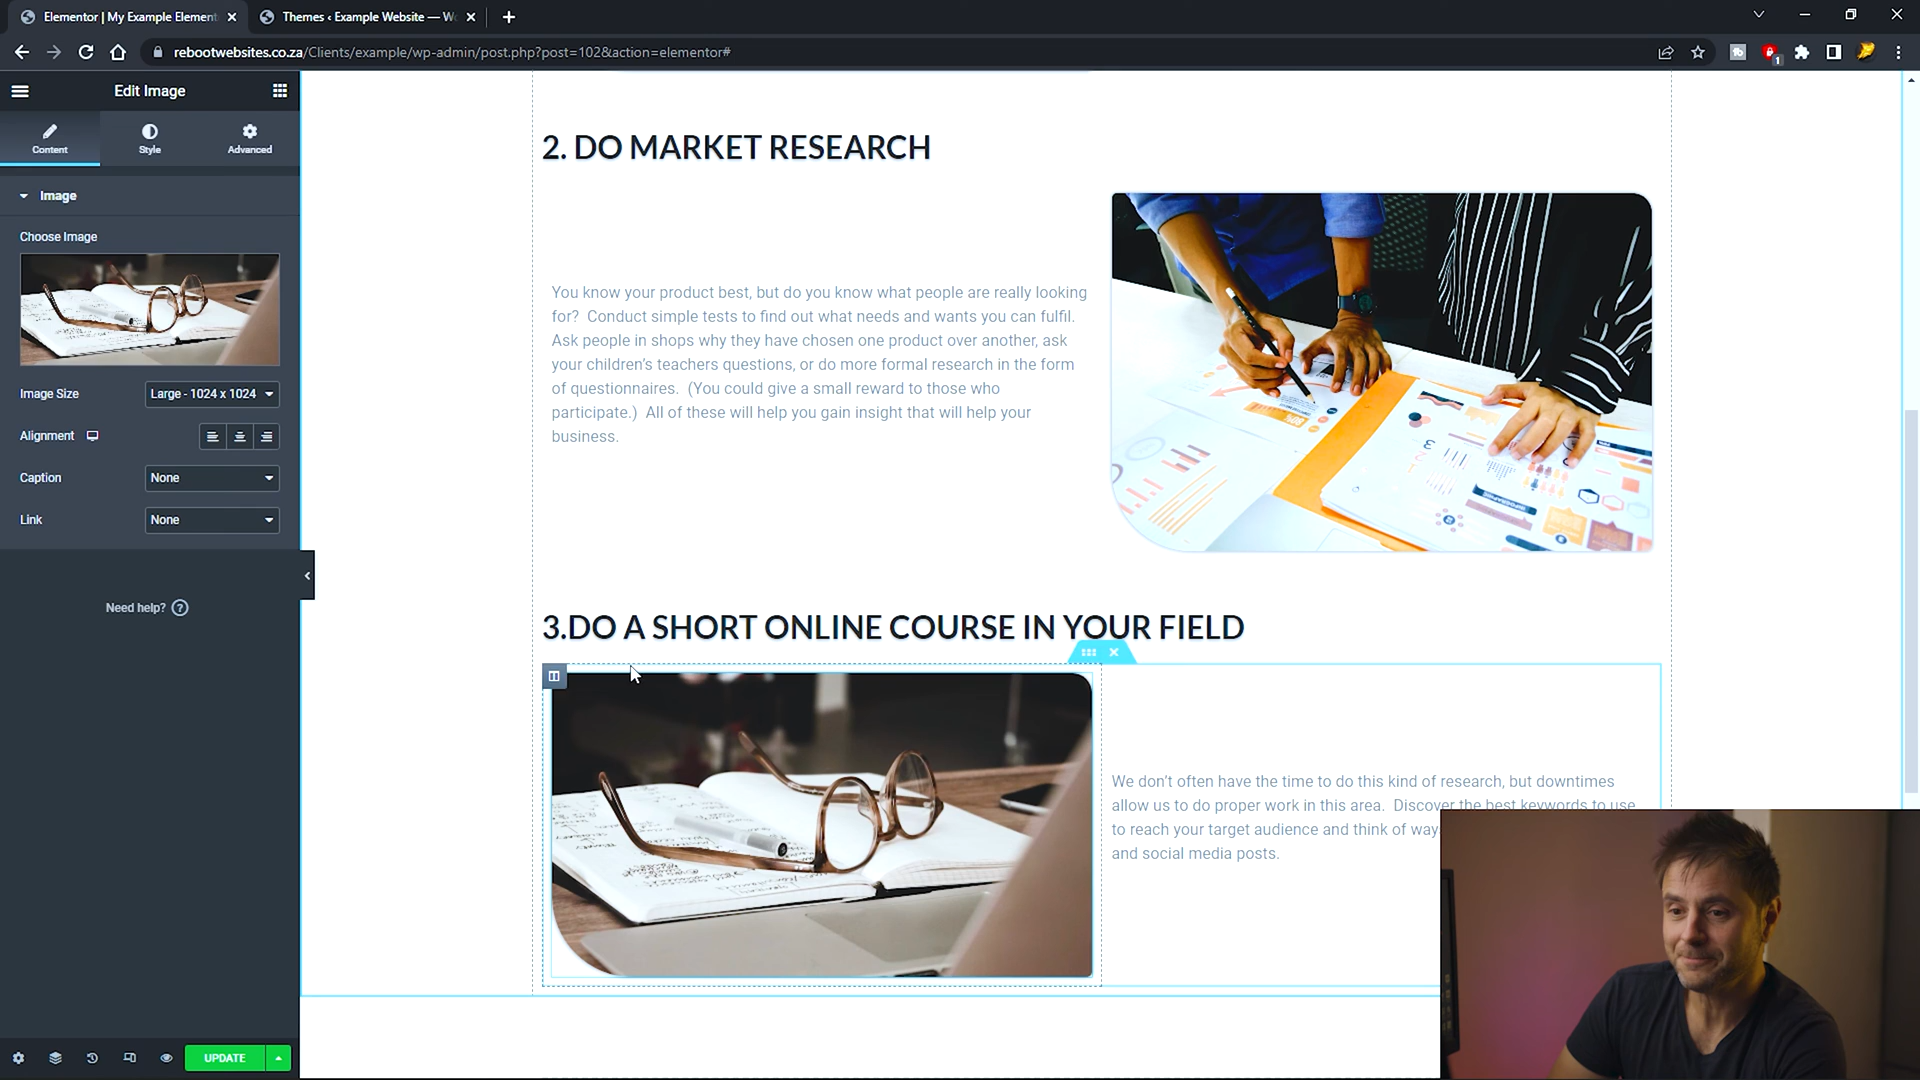 Elementor | My Example Element
Themes ‹ Example Website — Wo
rebootwebsites.co.za/Clients/example/wp-admin/post.php?post=102&action=elementor#
1
Edit Image
Content
Style
Advanced
Image
Choose Image
Image Size
Large - 1024 x 1024
Alignment
Caption
None
Link
None
Need help?
UPDATE
2. DO MARKET RESEARCH
You know your product best, but do you know what people are really looking
for?  Conduct simple tests to find out what needs and wants you can fulfil.
Ask people in shops why they have chosen one product over another, ask
your children's teachers questions, or do more formal research in the form
of questionnaires.  (You could give a small reward to those who
participate.)  All of these will help you gain insight that will help your
business.
3.DO A SHORT ONLINE COURSE IN YOUR FIELD
We don't often have the time to do this kind of research, but downtimes
allow us to do proper work in this area.  Discover the best keywords to use
to reach your target audience and think of way
and social media posts.